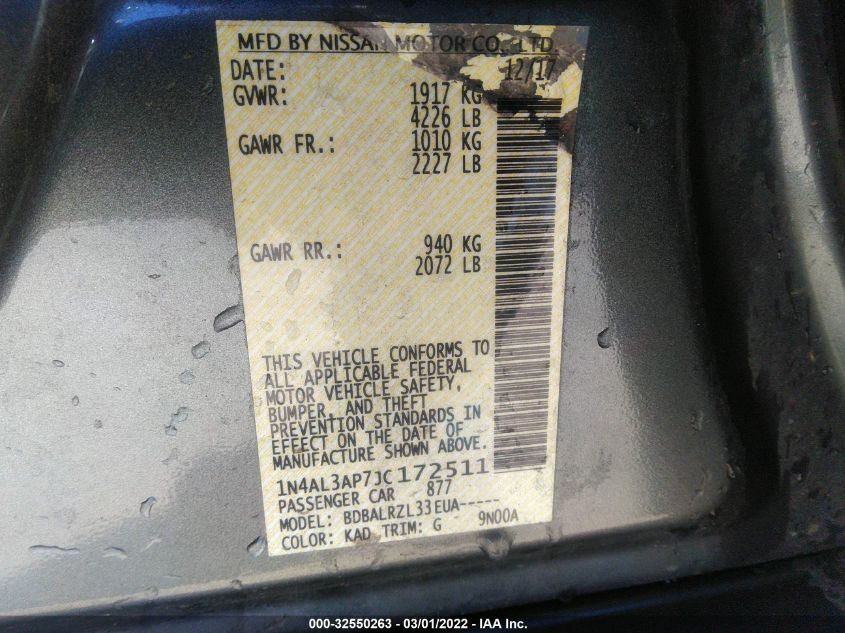 MFD BY NISSAN MOTOR CO., LTD.
DATE: 12/17
GVWR: 1917 KG
4226 LB
GAWR FR.: 1010 KG
2227 LB
GAWR RR.: 940 KG
2072 LB
THIS VEHICLE CONFORMS TO
ALL APPLICABLE FEDERAL
MOTOR VEHICLE SAFETY,
BUMPER, AND THEFT
PREVENTION STANDARDS IN
EFFECT ON THE DATE OF
MANUFACTURE SHOWN ABOVE.
1N4AL3AP7JC172511
PASSENGER CAR 877
MODEL: BDBALRZL33EUA-----
COLOR: KAD TRIM: G - 9N00A
000-32550263 - 03/01/2022 - IAA Inc.